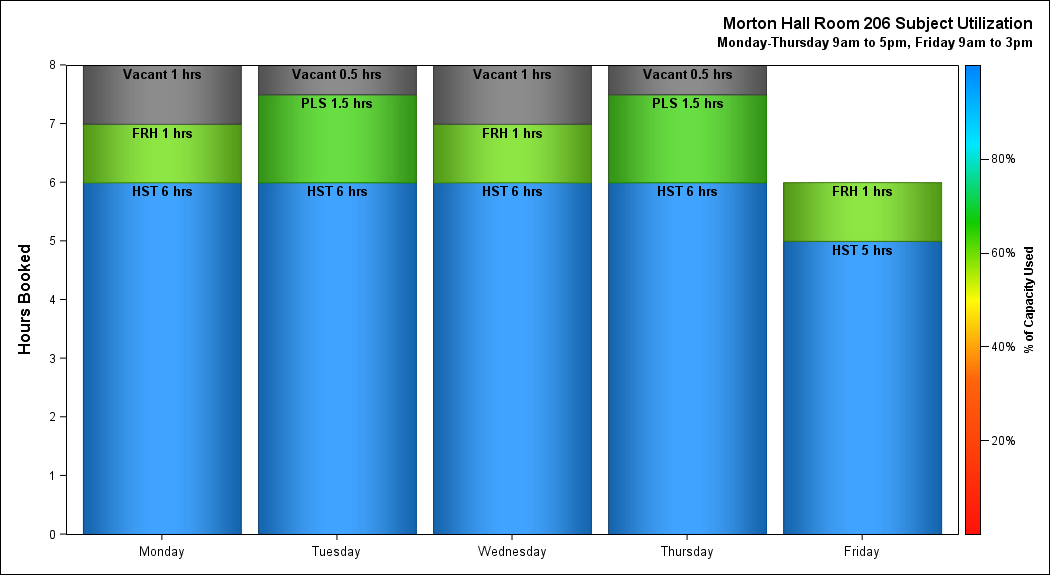 Morton Hall Room 206 Subject Utilization
Monday-Thursday 9am to 5pm, Friday 9am to 3pm
Hours Booked
8
7
6
5
4
3
2
1
0
Vacant 1 hrs
FRH 1 hrs
HST 6 hrs
Vacant 0.5 hrs
PLS 1.5 hrs
HST 6 hrs
Vacant 1 hrs
FRH 1 hrs
HST 6 hrs
Vacant 0.5 hrs
PLS 1.5 hrs
HST 6 hrs
FRH 1 hrs
HST 5 hrs
Monday
Tuesday
Wednesday
Thursday
Friday
80%
60%
40%
20%
% of Capacity Used